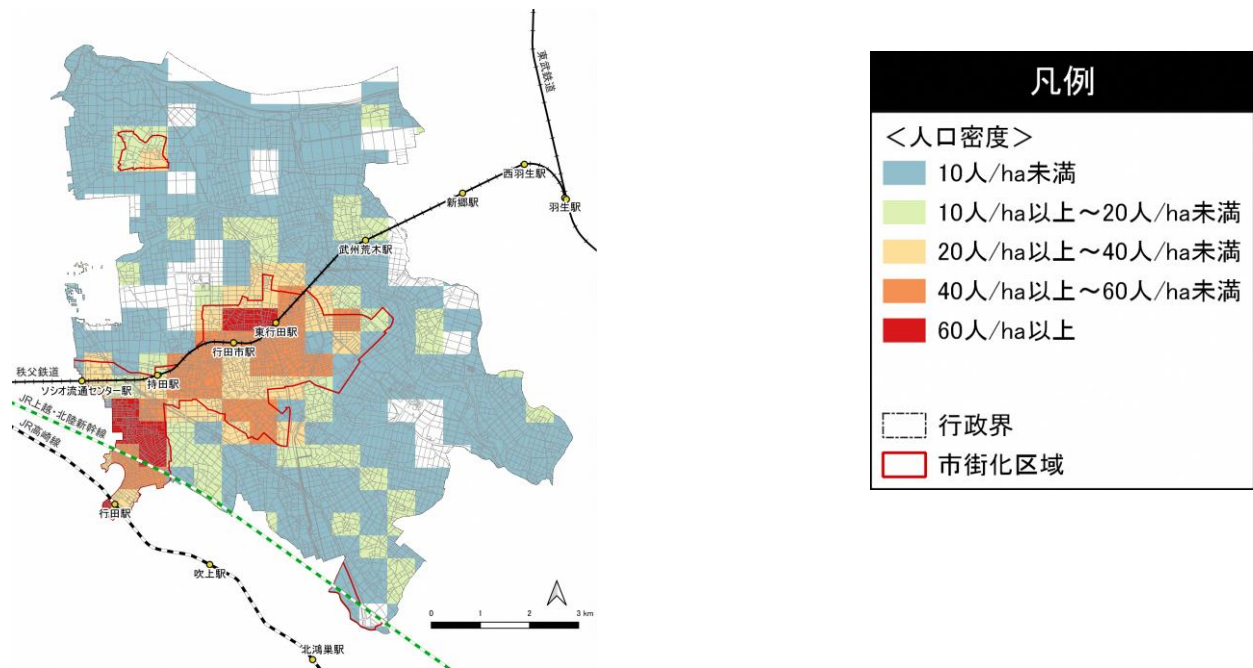 東武鉄道
西羽生駅
新郷駅
羽生駅
武州荒木駅
東行田駅
行田市駅
秩父鉄道
持田駅
ソシオ流通センター駅
JR上越・北陸新幹線
JR高崎線
行田駅
吹上駅
北鴻巣駅
0 1 2 3 km
凡例
＜人口密度＞
10人/ha未満
10人/ha以上～20人/ha未満
20人/ha以上～40人/ha未満
40人/ha以上～60人/ha未満
60人/ha以上
行政界
市街化区域